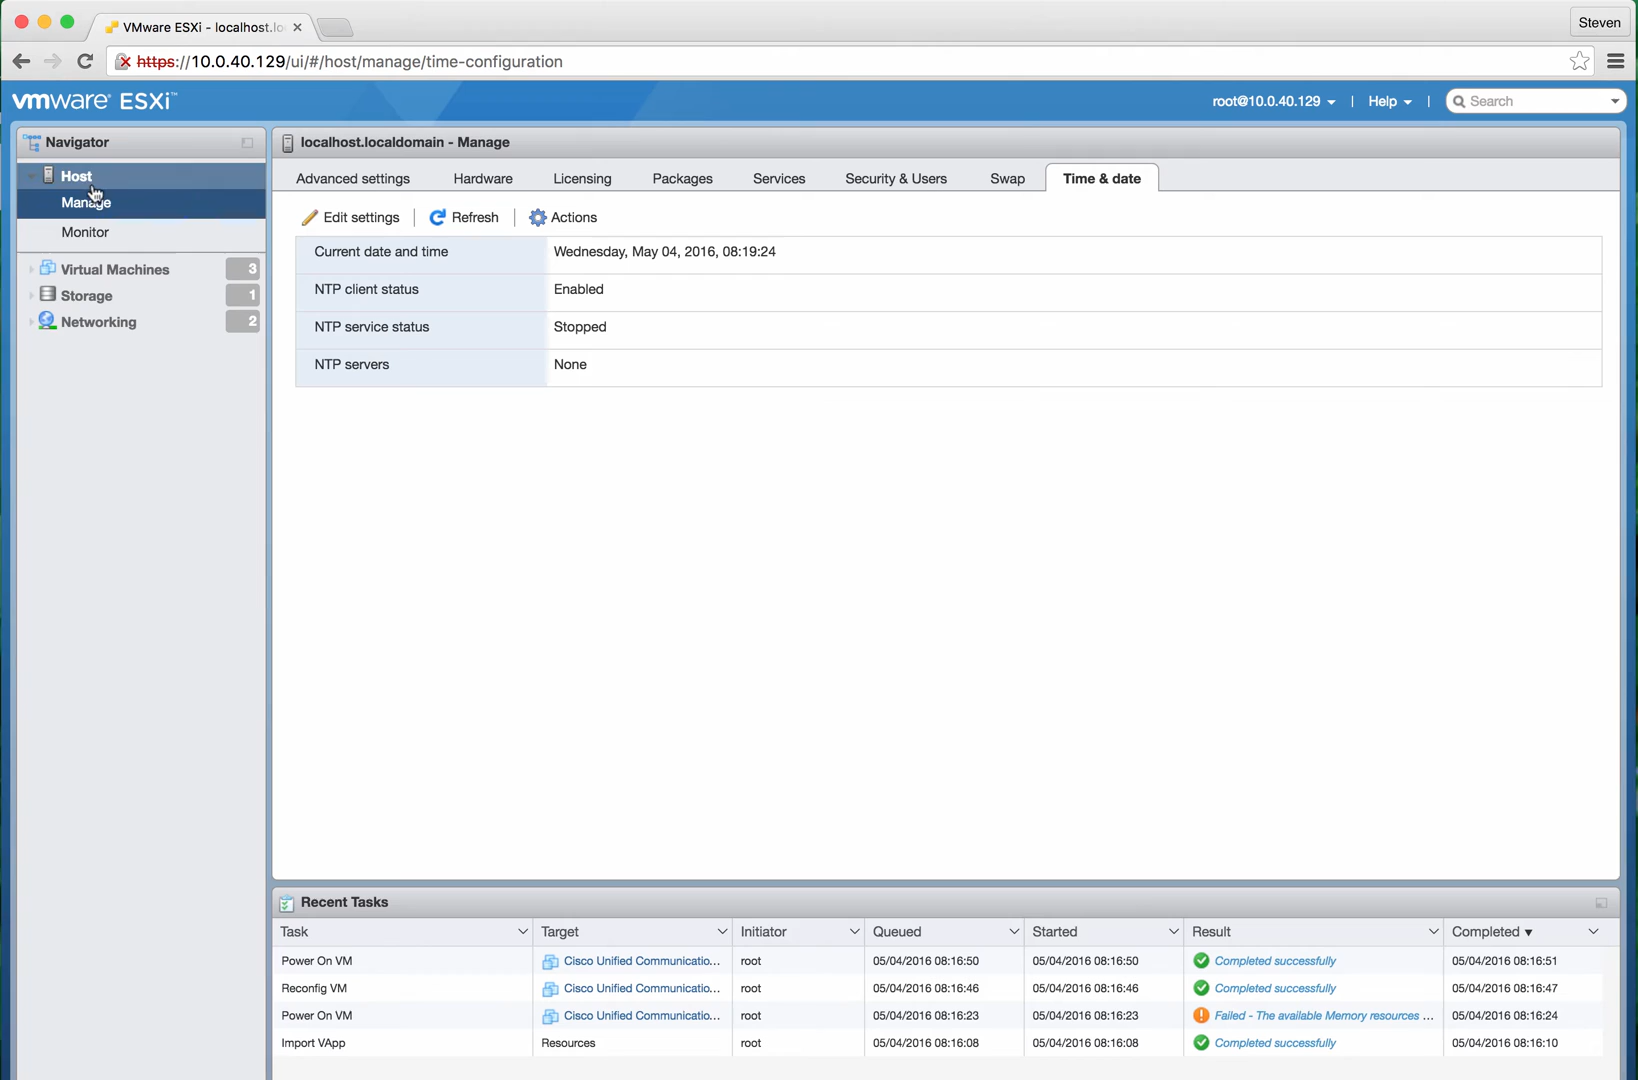 VMware ESXi - localhost.lo
Steven
https://10.0.40.129/ui/#/host/manage/time-configuration
vmware ESXi™
root@10.0.40.129 | Help | Search
Navigator
localhost.localdomain - Manage
Host
Manage
Monitor
Virtual Machines 3
Storage 1
Networking 2
Advanced settings Hardware Licensing Packages Services Security & Users Swap Time & date
Edit settings | Refresh | Actions
Current date and time Wednesday, May 04, 2016, 08:19:24
NTP client status Enabled
NTP service status Stopped
NTP servers None
Recent Tasks
Task Target Initiator Queued Started Result Completed ▼
Power On VM Cisco Unified Communicatio... root 05/04/2016 08:16:50 05/04/2016 08:16:50 Completed successfully 05/04/2016 08:16:51
Reconfig VM Cisco Unified Communicatio... root 05/04/2016 08:16:46 05/04/2016 08:16:46 Completed successfully 05/04/2016 08:16:47
Power On VM Cisco Unified Communicatio... root 05/04/2016 08:16:23 05/04/2016 08:16:23 Failed - The available Memory resources ... 05/04/2016 08:16:24
Import VApp Resources root 05/04/2016 08:16:08 05/04/2016 08:16:08 Completed successfully 05/04/2016 08:16:10